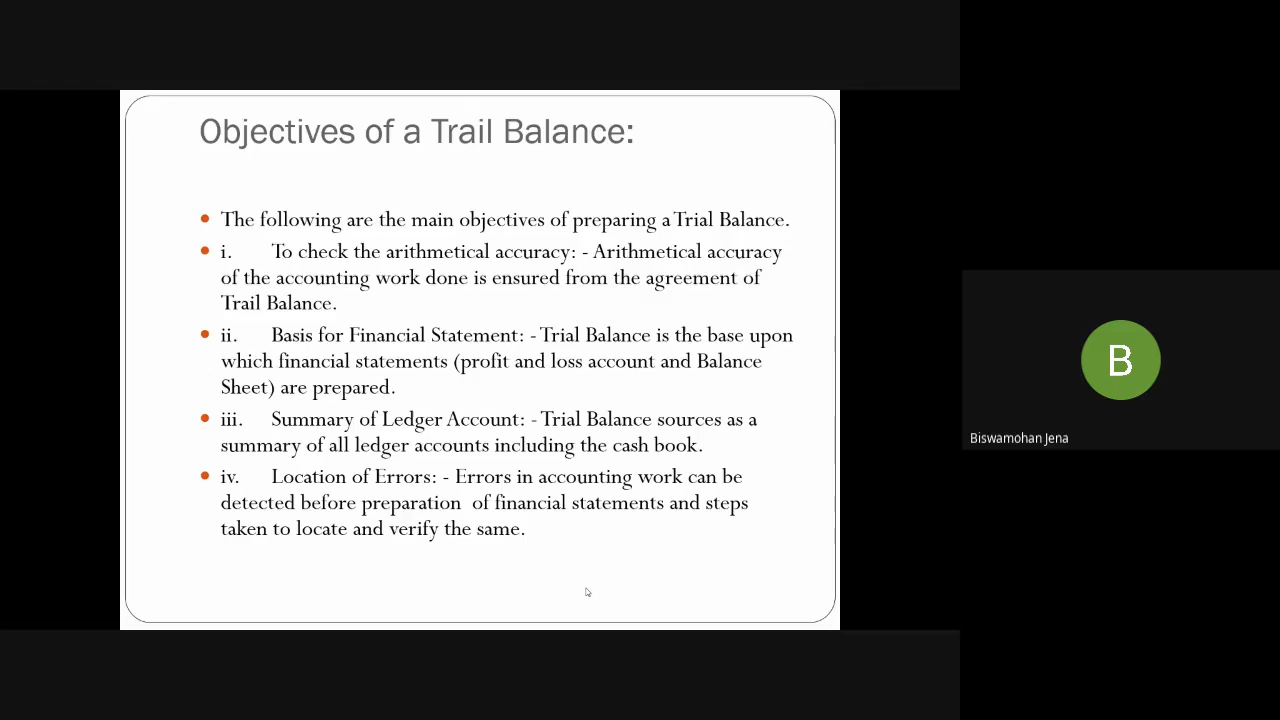 Objectives of a Trail Balance:
The following are the main objectives of preparing a Trial Balance.
i. To check the arithmetical accuracy: - Arithmetical accuracy
of the accounting work done is ensured from the agreement of
Trail Balance.
ii. Basis for Financial Statement: - Trial Balance is the base upon
which financial statements (profit and loss account and Balance
Sheet) are prepared.
iii. Summary of Ledger Account: - Trial Balance sources as a
summary of all ledger accounts including the cash book.
iv. Location of Errors: - Errors in accounting work can be
detected before preparation of financial statements and steps
taken to locate and verify the same.
B
Biswamohan Jena